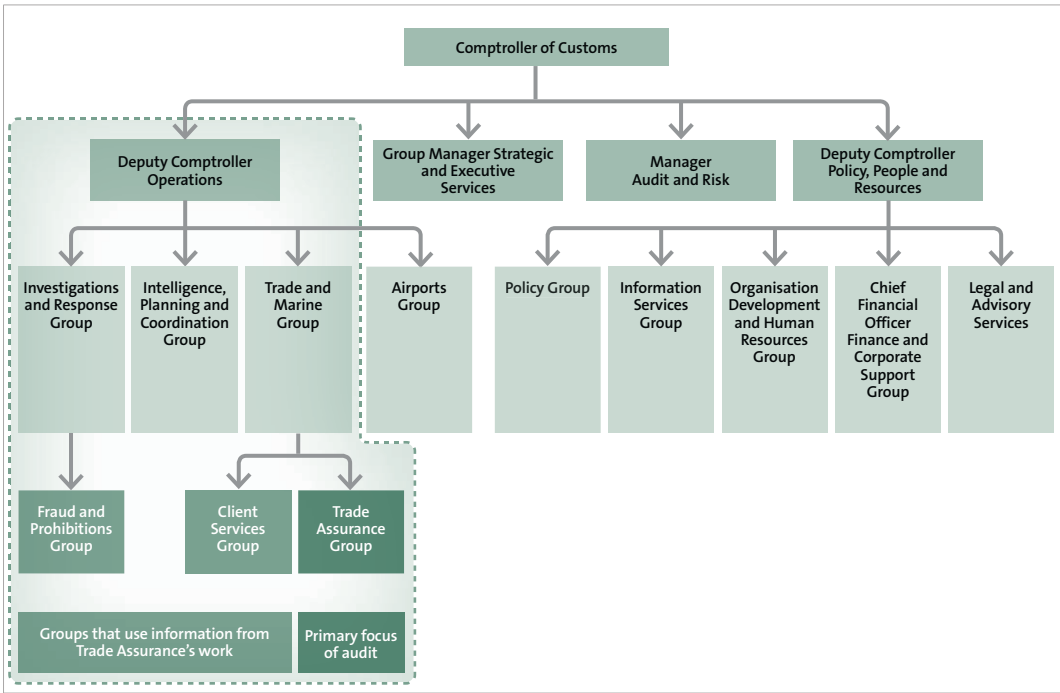 Comptroller of Customs
Deputy Comptroller
Operations
Group Manager Strategic
and Executive
Services
Manager
Audit and Risk
Deputy Comptroller
Policy, People and
Resources
Investigations
and Response
Group
Intelligence,
Planning and
Coordination
Group
Trade and
Marine
Group
Airports
Group
Policy Group
Information
Services
Group
Organisation
Development
and Human
Resources
Group
Chief
Financial
Officer
Finance and
Corporate
Support
Group
Legal and
Advisory
Services
Fraud and
Prohibitions
Group
Client
Services
Group
Trade
Assurance
Group
Groups that use information from
Trade Assurance’s work
Primary focus
of audit